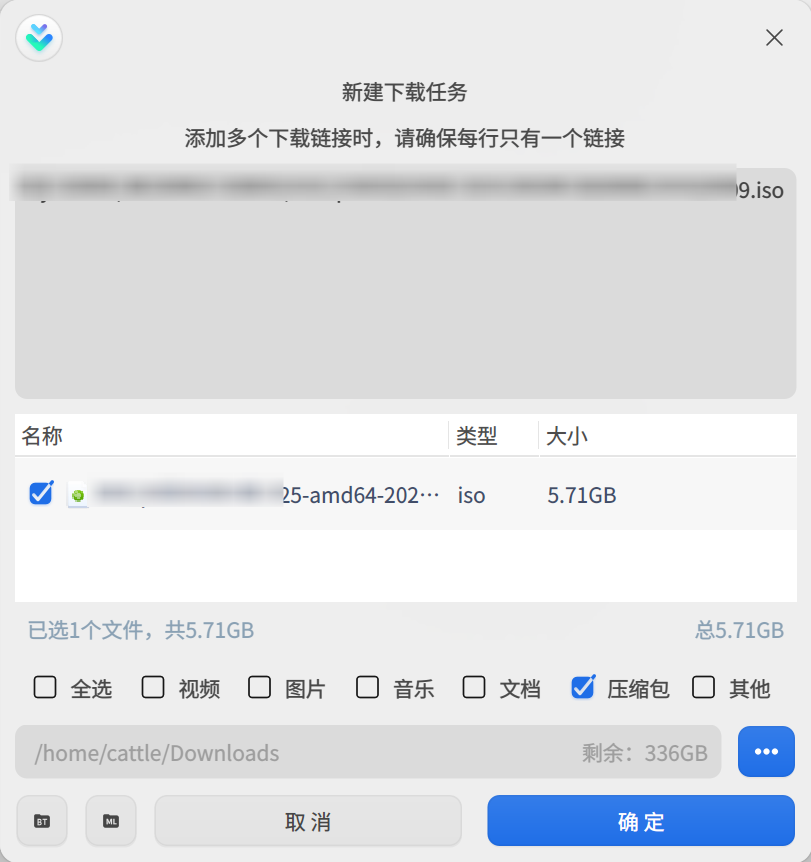 新建下载任务
添加多个下载链接时，请确保每行只有一个链接
9.iso
名称 类型 大小
25-amd64-202… iso 5.71GB
已选1个文件，共5.71GB 总5.71GB
全选 视频 图片 音乐 文档 压缩包 其他
/home/cattle/Downloads 剩余：336GB
BT ML 取消 确定